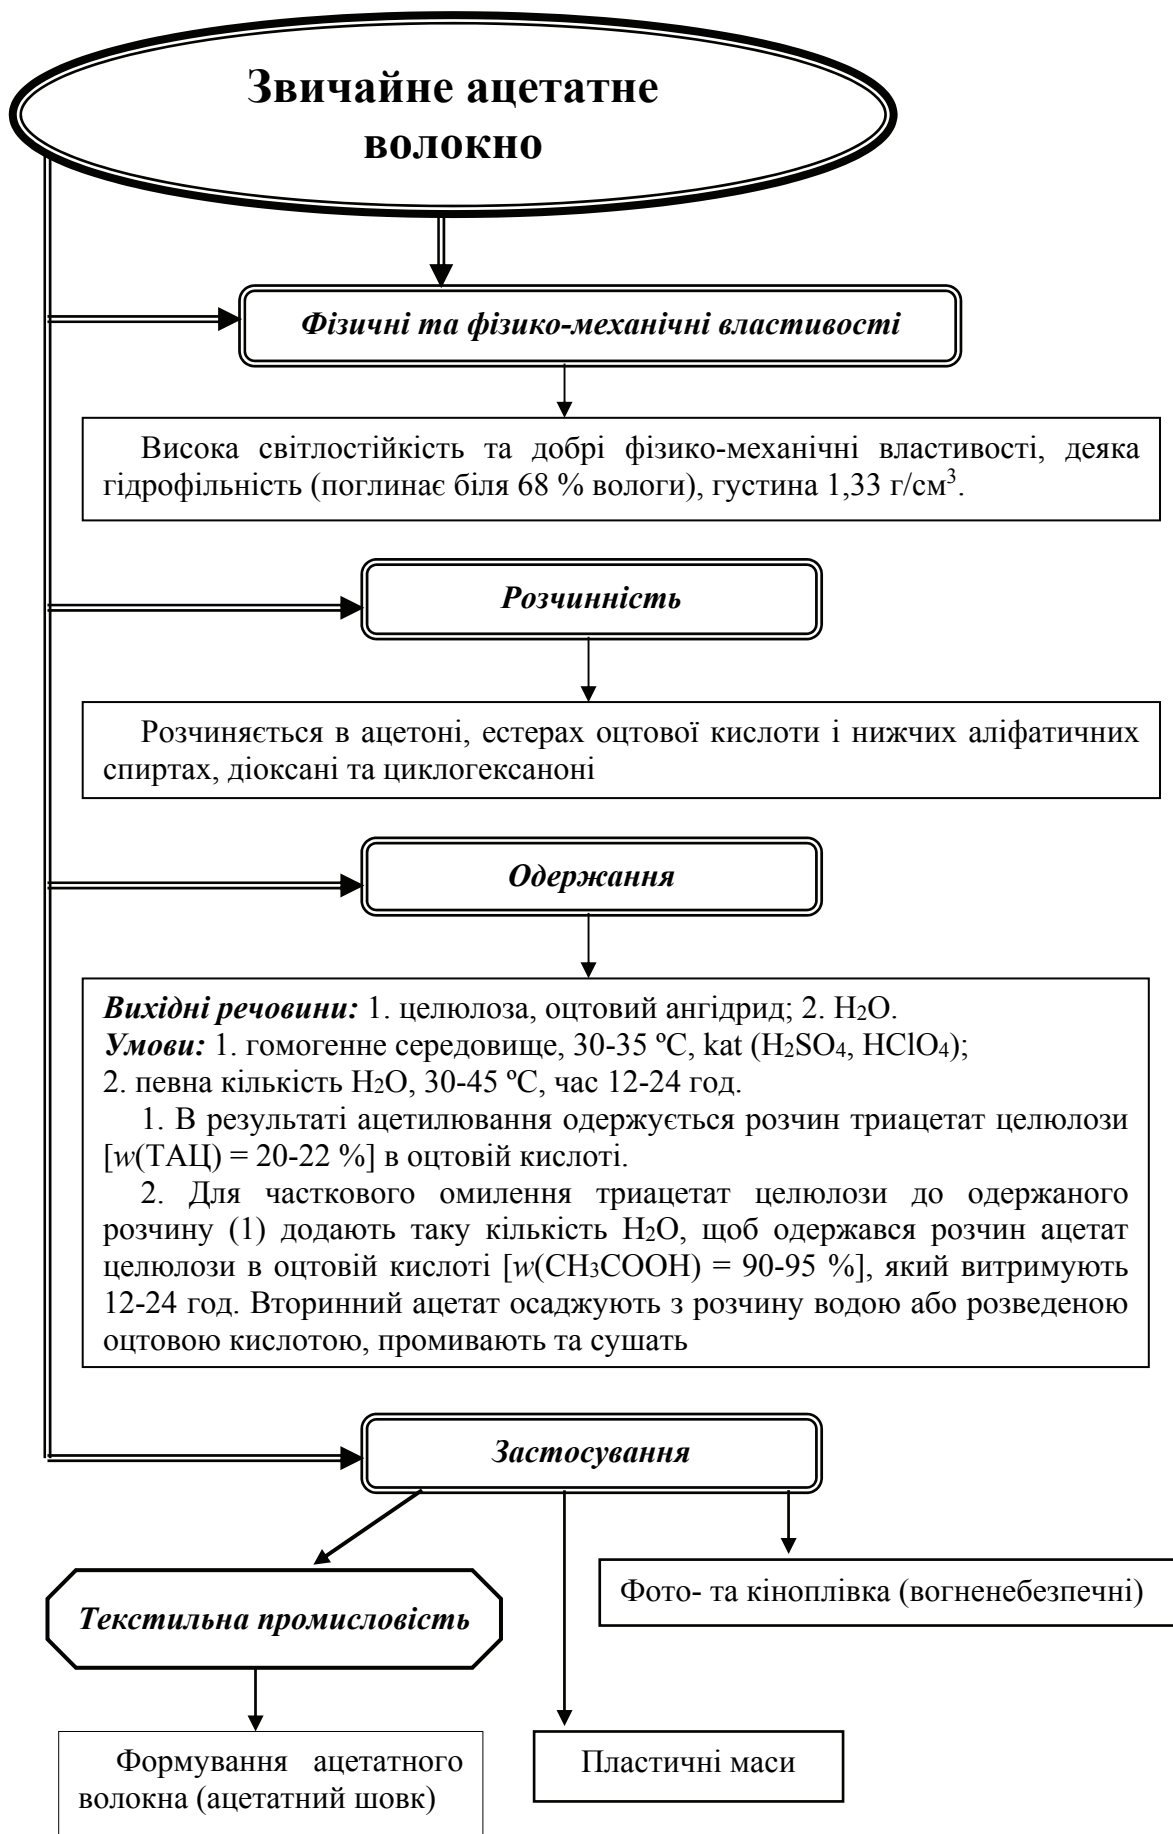 Звичайне ацетатне
волокно
Фізичні та фізико-механічні властивості
Висока світлостійкість та добрі фізико-механічні властивості, деяка
гідрофільність (поглинає біля 68 % вологи), густина 1,33 г/см³.
Розчинність
Розчиняється в ацетоні, естерах оцтової кислоти і нижчих аліфатичних
спиртах, діоксані та циклогексаноні
Одержання
Вихідні речовини: 1. целюлоза, оцтовий ангідрид; 2. H₂O.
Умови: 1. гомогенне середовище, 30-35 ºС, kat (H₂SO₄, HClO₄);
2. певна кількість H₂O, 30-45 ºС, час 12-24 год.
1. В результаті ацетилювання одержується розчин триацетат целюлози
[w(ТАЦ) = 20-22 %] в оцтовій кислоті.
2. Для часткового омилення триацетат целюлози до одержаного
розчину (1) додають таку кількість H₂O, щоб одержався розчин ацетат
целюлози в оцтовій кислоті [w(CH₃COOH) = 90-95 %], який витримують
12-24 год. Вторинний ацетат осаджують з розчину водою або розведеною
оцтовою кислотою, промивають та сушать
Застосування
Фото- та кіноплівка (вогненебезпечні)
Текстильна промисловість
Пластичні маси
Формування ацетатного
волокна (ацетатний шовк)